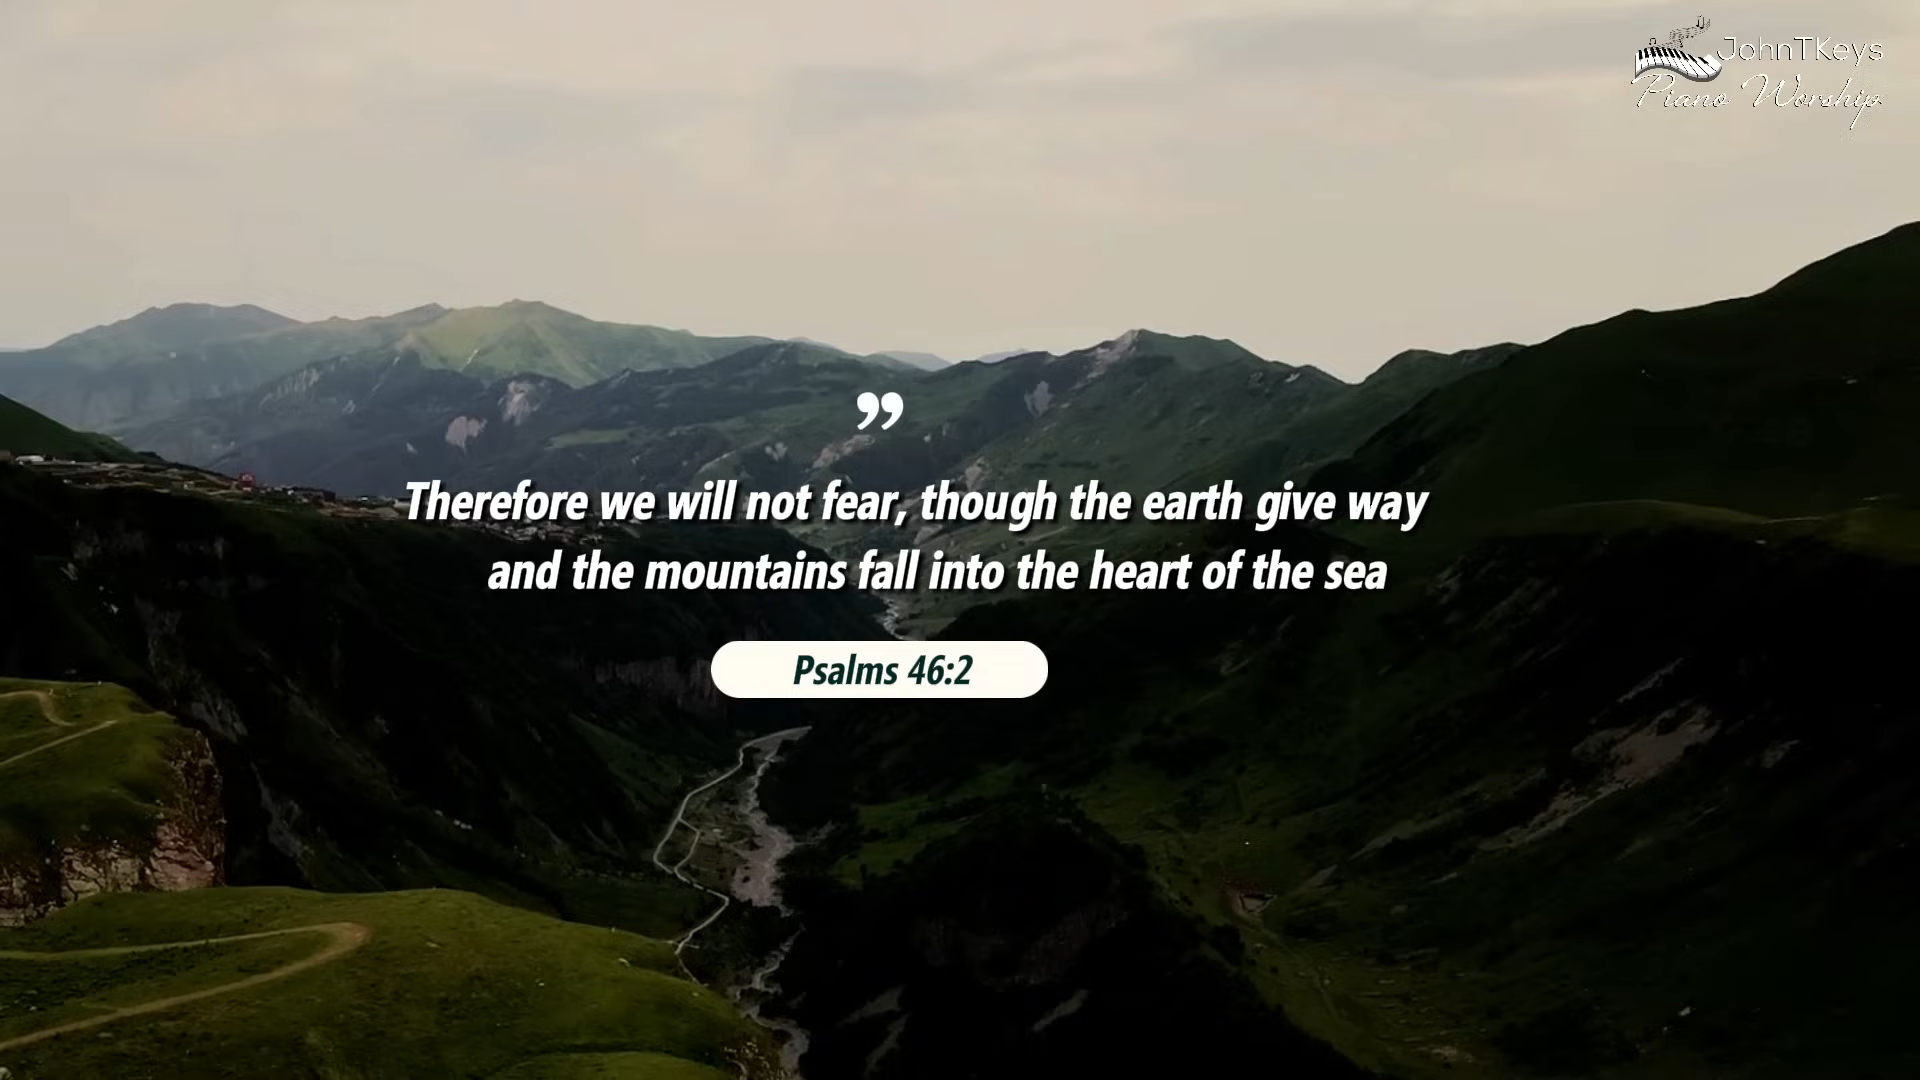 JohnTKeys
Piano Worship
”
Therefore we will not fear, though the earth give way
and the mountains fall into the heart of the sea
Psalms 46:2